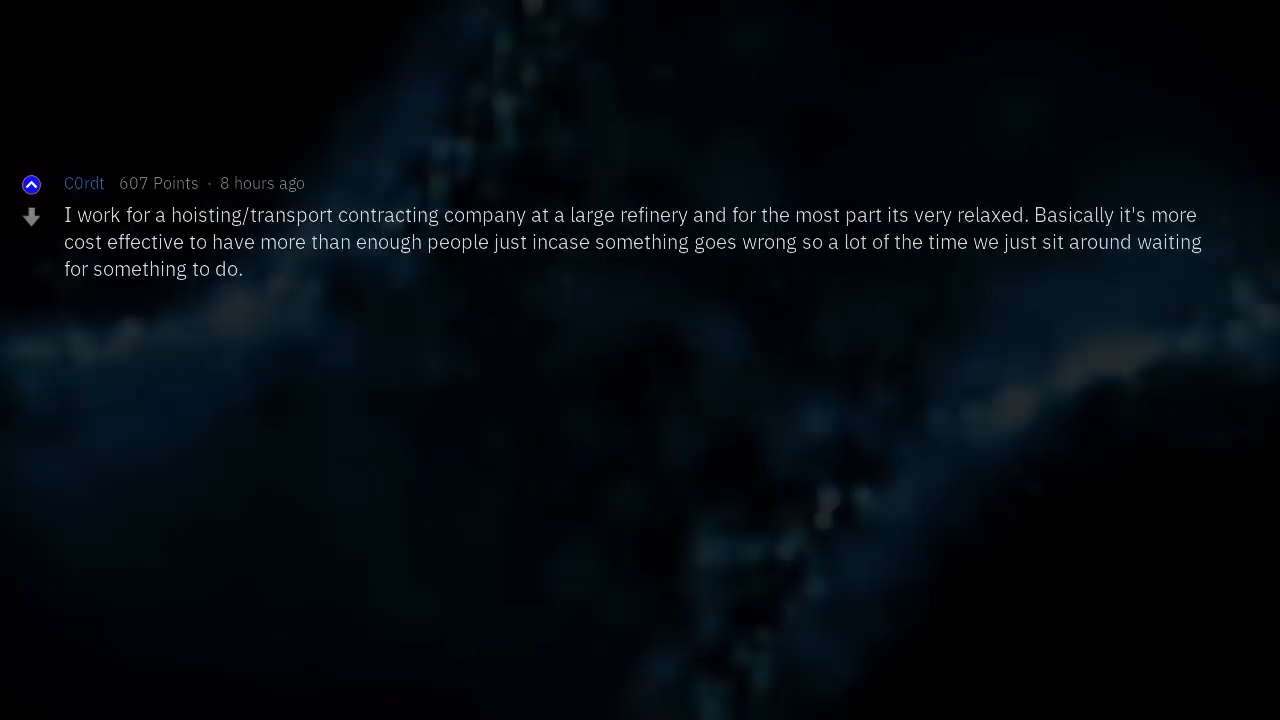 C0rdt 607 Points · 8 hours ago
I work for a hoisting/transport contracting company at a large refinery and for the most part its very relaxed. Basically it's more
cost effective to have more than enough people just incase something goes wrong so a lot of the time we just sit around waiting
for something to do.